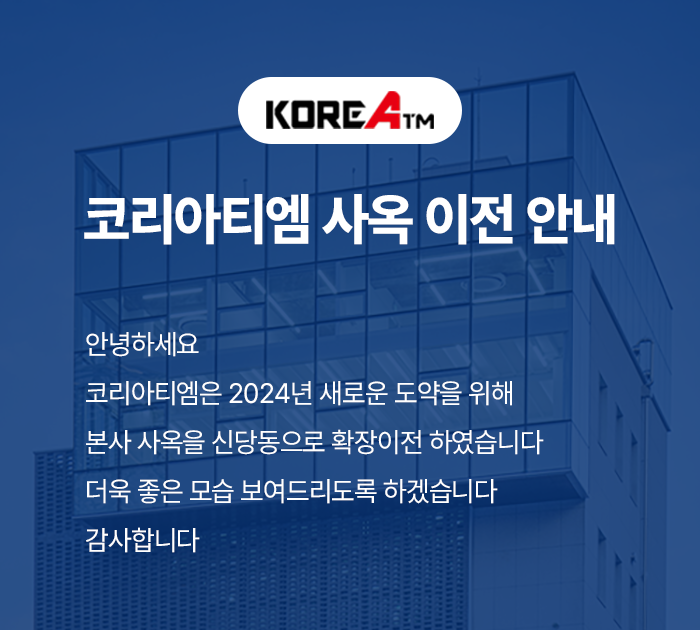 KOREATM
코리아티엠 사옥 이전 안내
안녕하세요
코리아티엠은 2024년 새로운 도약을 위해
본사 사옥을 신당동으로 확장이전 하였습니다
더욱 좋은 모습 보여드리도록 하겠습니다
감사합니다